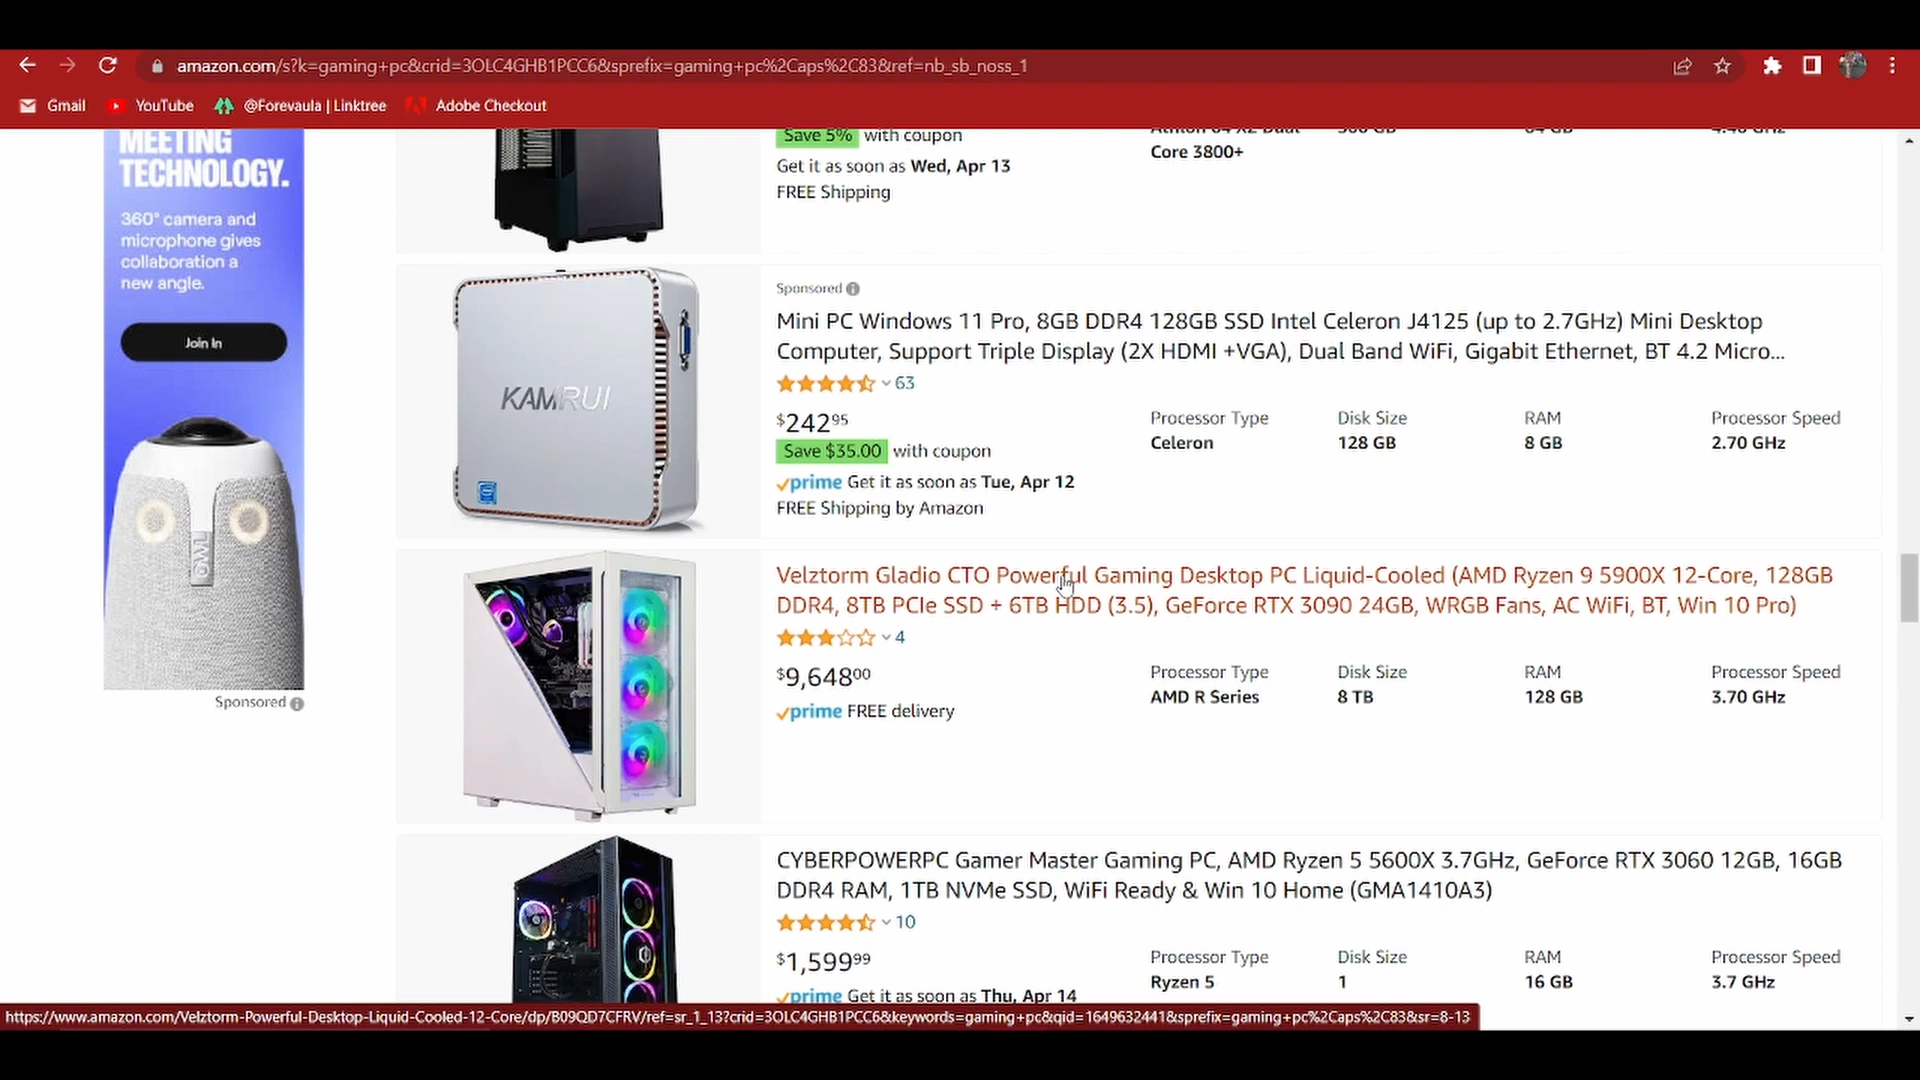 amazon.com/s?k=gaming+pc&crid=3OLC4GHB1PCC6&sprefix=gaming+pc%2Caps%2C83&ref=nb_sb_noss_1
Gmail YouTube @Forevaula | Linktree Adobe Checkout
MEETING
TECHNOLOGY.
360° camera and
microphone gives
collaboration a
new angle.
Join In
OWL
Sponsored
Save 5% with coupon
Get it as soon as Wed, Apr 13
FREE Shipping
Core 3800+
KAMRUI
Sponsored
Mini PC Windows 11 Pro, 8GB DDR4 128GB SSD Intel Celeron J4125 (up to 2.7GHz) Mini Desktop
Computer, Support Triple Display (2X HDMI +VGA), Dual Band WiFi, Gigabit Ethernet, BT 4.2 Micro...
63
$242.95
Save $35.00 with coupon
prime Get it as soon as Tue, Apr 12
FREE Shipping by Amazon
Processor Type Disk Size RAM Processor Speed
Celeron 128 GB 8 GB 2.70 GHz
Velztorm Gladio CTO Powerful Gaming Desktop PC Liquid-Cooled (AMD Ryzen 9 5900X 12-Core, 128GB
DDR4, 8TB PCIe SSD + 6TB HDD (3.5), GeForce RTX 3090 24GB, WRGB Fans, AC WiFi, BT, Win 10 Pro)
4
$9,648.00
prime FREE delivery
Processor Type Disk Size RAM Processor Speed
AMD R Series 8 TB 128 GB 3.70 GHz
CYBERPOWERPC Gamer Master Gaming PC, AMD Ryzen 5 5600X 3.7GHz, GeForce RTX 3060 12GB, 16GB
DDR4 RAM, 1TB NVMe SSD, WiFi Ready & Win 10 Home (GMA1410A3)
10
$1,599.99
prime Get it as soon as Thu, Apr 14
Processor Type Disk Size RAM Processor Speed
Ryzen 5 1 16 GB 3.7 GHz
https://www.amazon.com/Velztorm-Powerful-Desktop-Liquid-Cooled-12-Core/dp/B09QD7CFRV/ref=sr_1_13?crid=3OLC4GHB1PCC6&keywords=gaming+pc&qid=1649632441&sprefix=gaming+pc%2Caps%2C83&sr=8-13